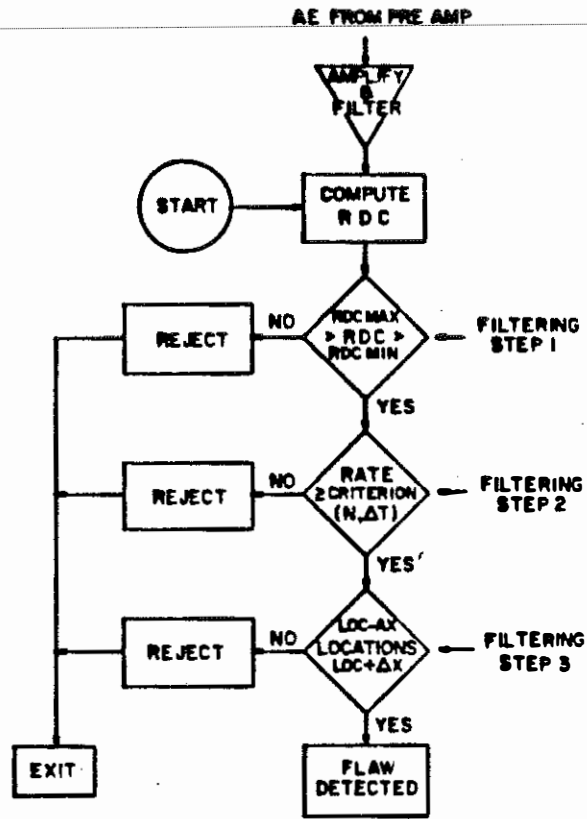 AE FROM PRE AMP
AMPLIFY
&
FILTER
START
COMPUTE
R D C
RDC MAX
> RDC >
RDC MIN
NO
REJECT
FILTERING
STEP 1
YES
RATE
≥ CRITERION
(N, ΔT)
NO
REJECT
FILTERING
STEP 2
YES
LOC-ΔX
LOCATIONS
LOC+ΔX
NO
REJECT
FILTERING
STEP 3
YES
EXIT
FLAW
DETECTED